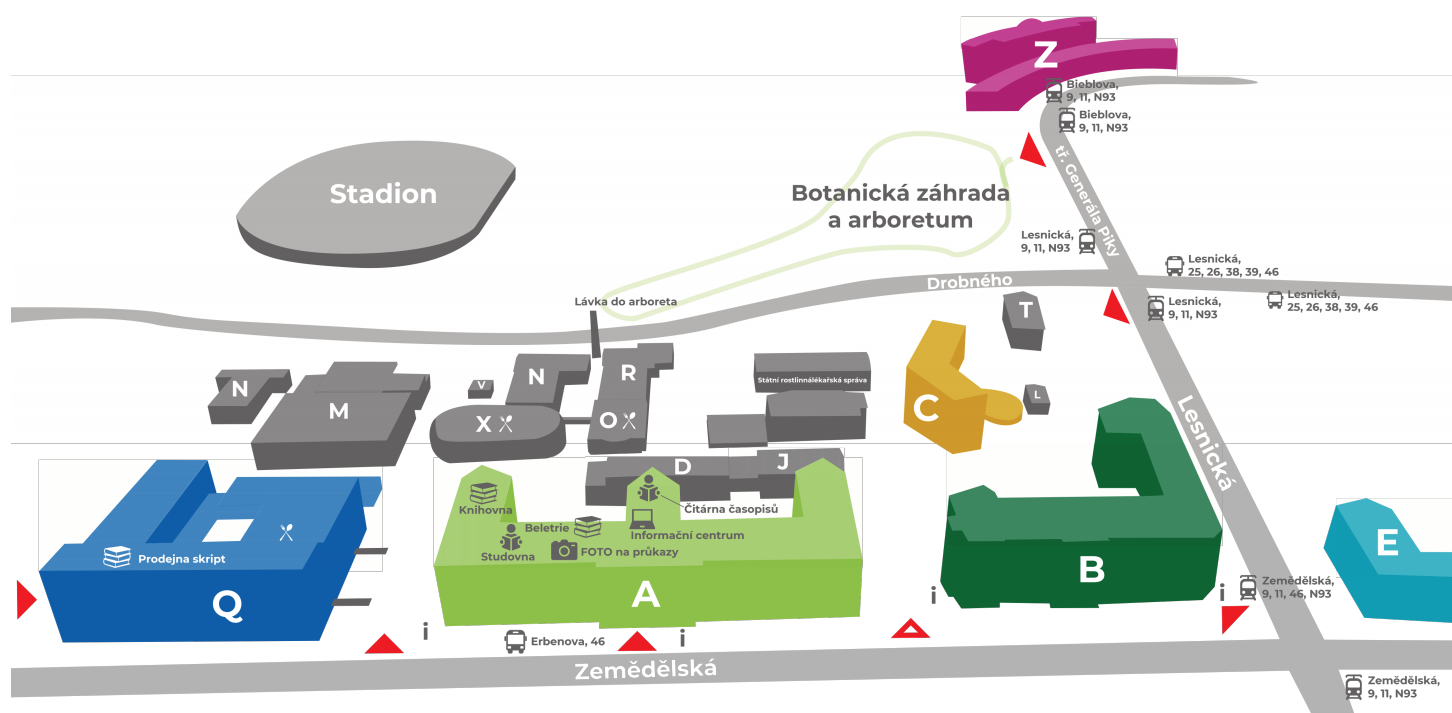 Z
Bieblova,
9, 11, N93
Bieblova,
9, 11, N93
tř. Generála Píky
Stadion
Botanická záhrada
a arboretum
Lesnická,
9, 11, N93
Lesnická,
25, 26, 38, 39, 46
Drobného
Lesnická,
25, 26, 38, 39, 46
Lávka do arboreta
T
Lesnická,
9, 11, N93
N
M
V
N
R
Státní rostlinnálékařská správa
X
O
C
L
Lesnická
D
J
Knihovna
Čitárna časopisů
Beletrie
Informační centrum
Studovna
FOTO na průkazy
Prodejna skript
Q
A
B
E
i
i
Zemědělská,
9, 11, 46, N93
i
i
Erbenova, 46
Zemědělská
Zemědělská,
9, 11, N93